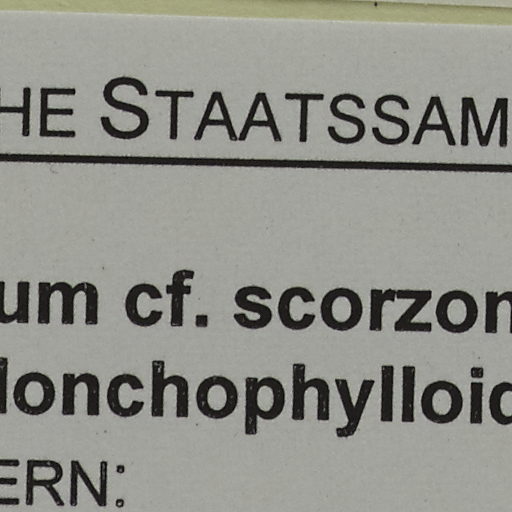 HE STAATSSAM
um cf. scorzon
lonchophylloid
ERN: